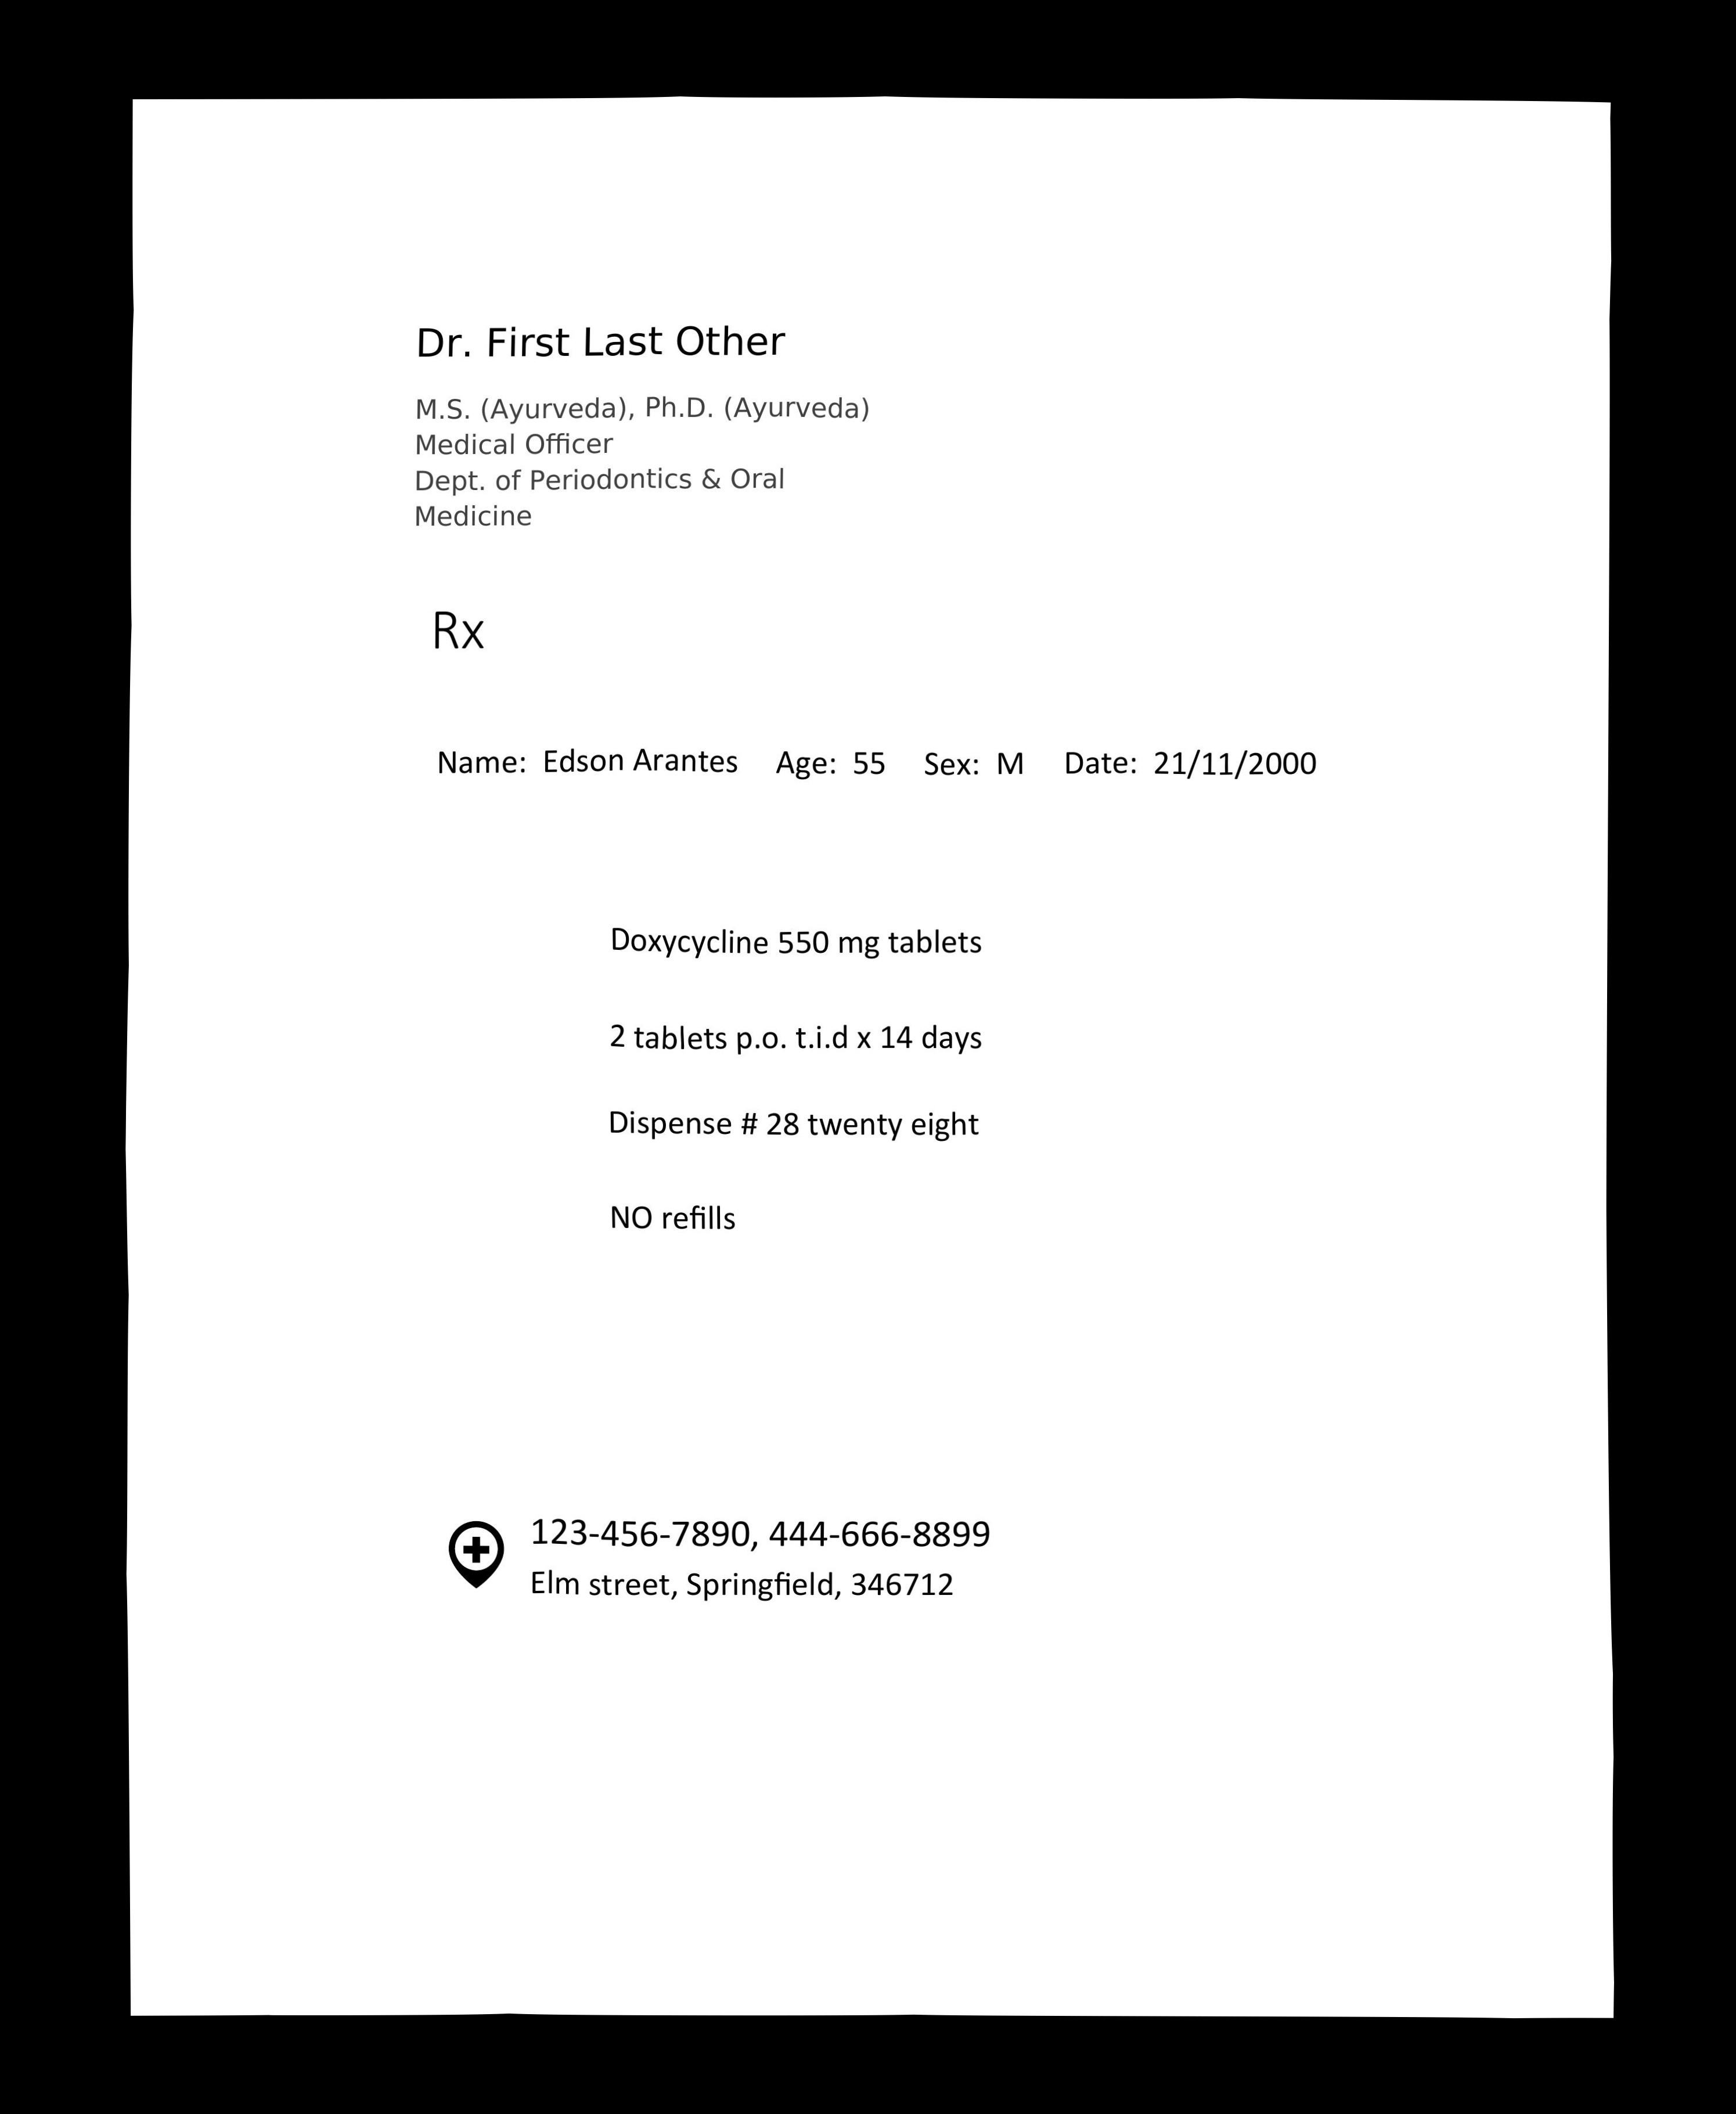 Dr. First Last Other
M.S. (Ayurveda), Ph.D. (Ayurveda)
Medical Officer
Dept. of Periodontics & Oral
Medicine
Rx
Name: Edson Arantes Age: 55 Sex: M Date: 21/11/2000
Doxycycline 550 mg tablets
2 tablets p.o. t.i.d x 14 days
Dispense # 28 twenty eight
NO refills
123-456-7890, 444-666-8899
Elm street, Springfield, 346712